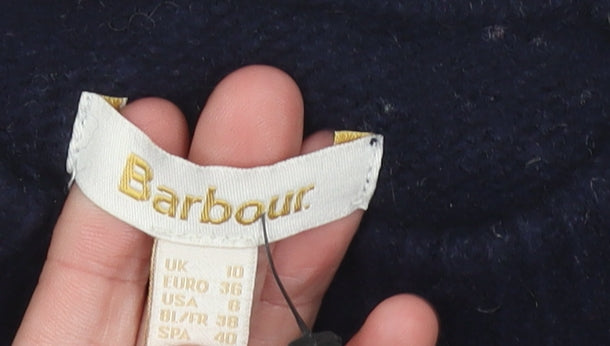 Barbour
UK 10
EURO 36
USA 6
BL/FR 38
SPA 40